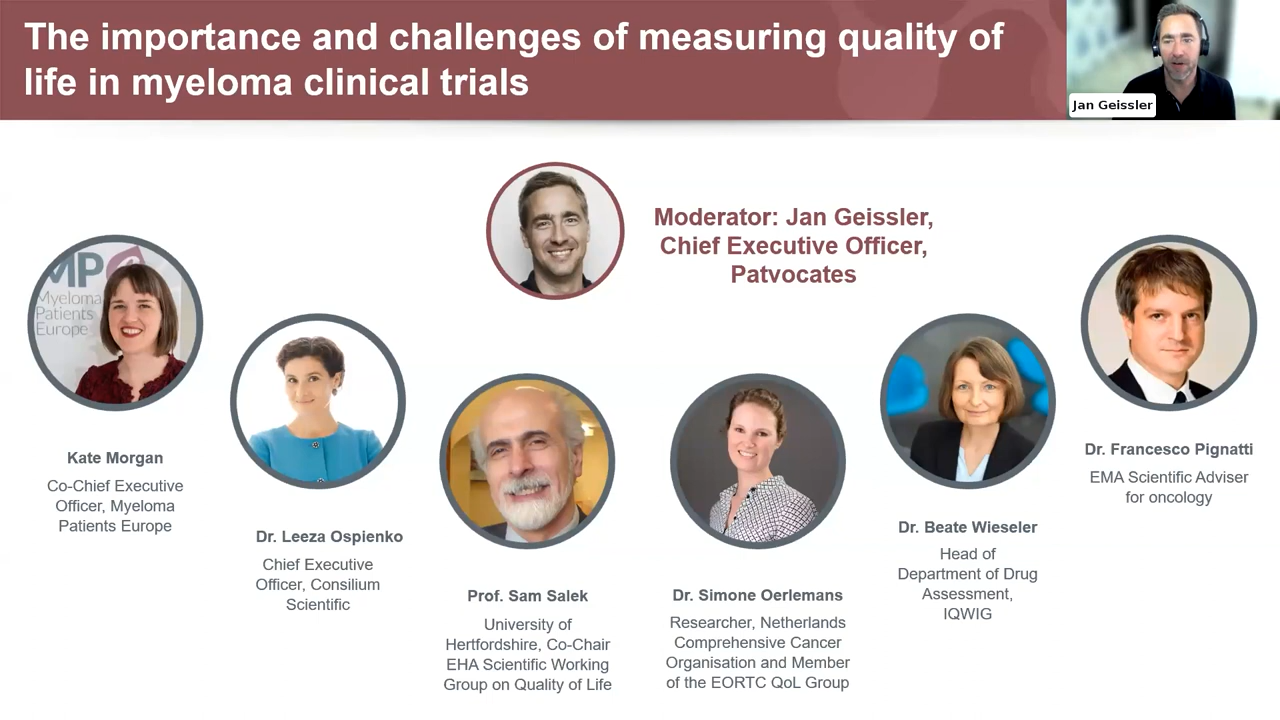 The importance and challenges of measuring quality of
life in myeloma clinical trials
Jan Geissler
Moderator: Jan Geissler,
Chief Executive Officer,
Patvocates
MP
Myeloma
Patients
Europe
Kate Morgan
Co-Chief Executive
Officer, Myeloma
Patients Europe
Dr. Leeza Ospienko
Chief Executive
Officer, Consilium
Scientific
Prof. Sam Salek
University of
Hertfordshire, Co-Chair
EHA Scientific Working
Group on Quality of Life
Dr. Simone Oerlemans
Researcher, Netherlands
Comprehensive Cancer
Organisation and Member
of the EORTC QoL Group
Dr. Beate Wieseler
Head of
Department of Drug
Assessment,
IQWIG
Dr. Francesco Pignatti
EMA Scientific Adviser
for oncology